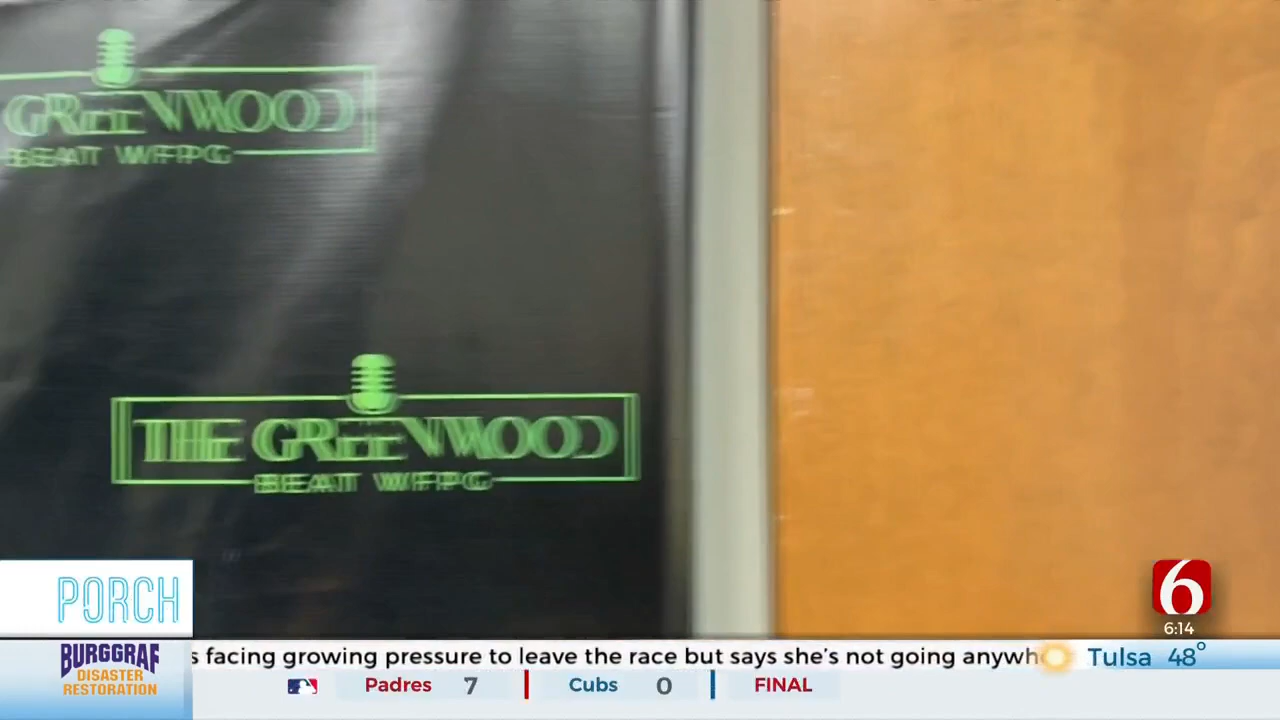 GREENWOOD
BEAT WFPG
THE GREENWOOD
BEAT WFPG
PORCH
6
6:14
BURGGRAF
DISASTER
RESTORATION
s facing growing pressure to leave the race but says she's not going anywh
Tulsa 48°
Padres 7 Cubs 0 FINAL